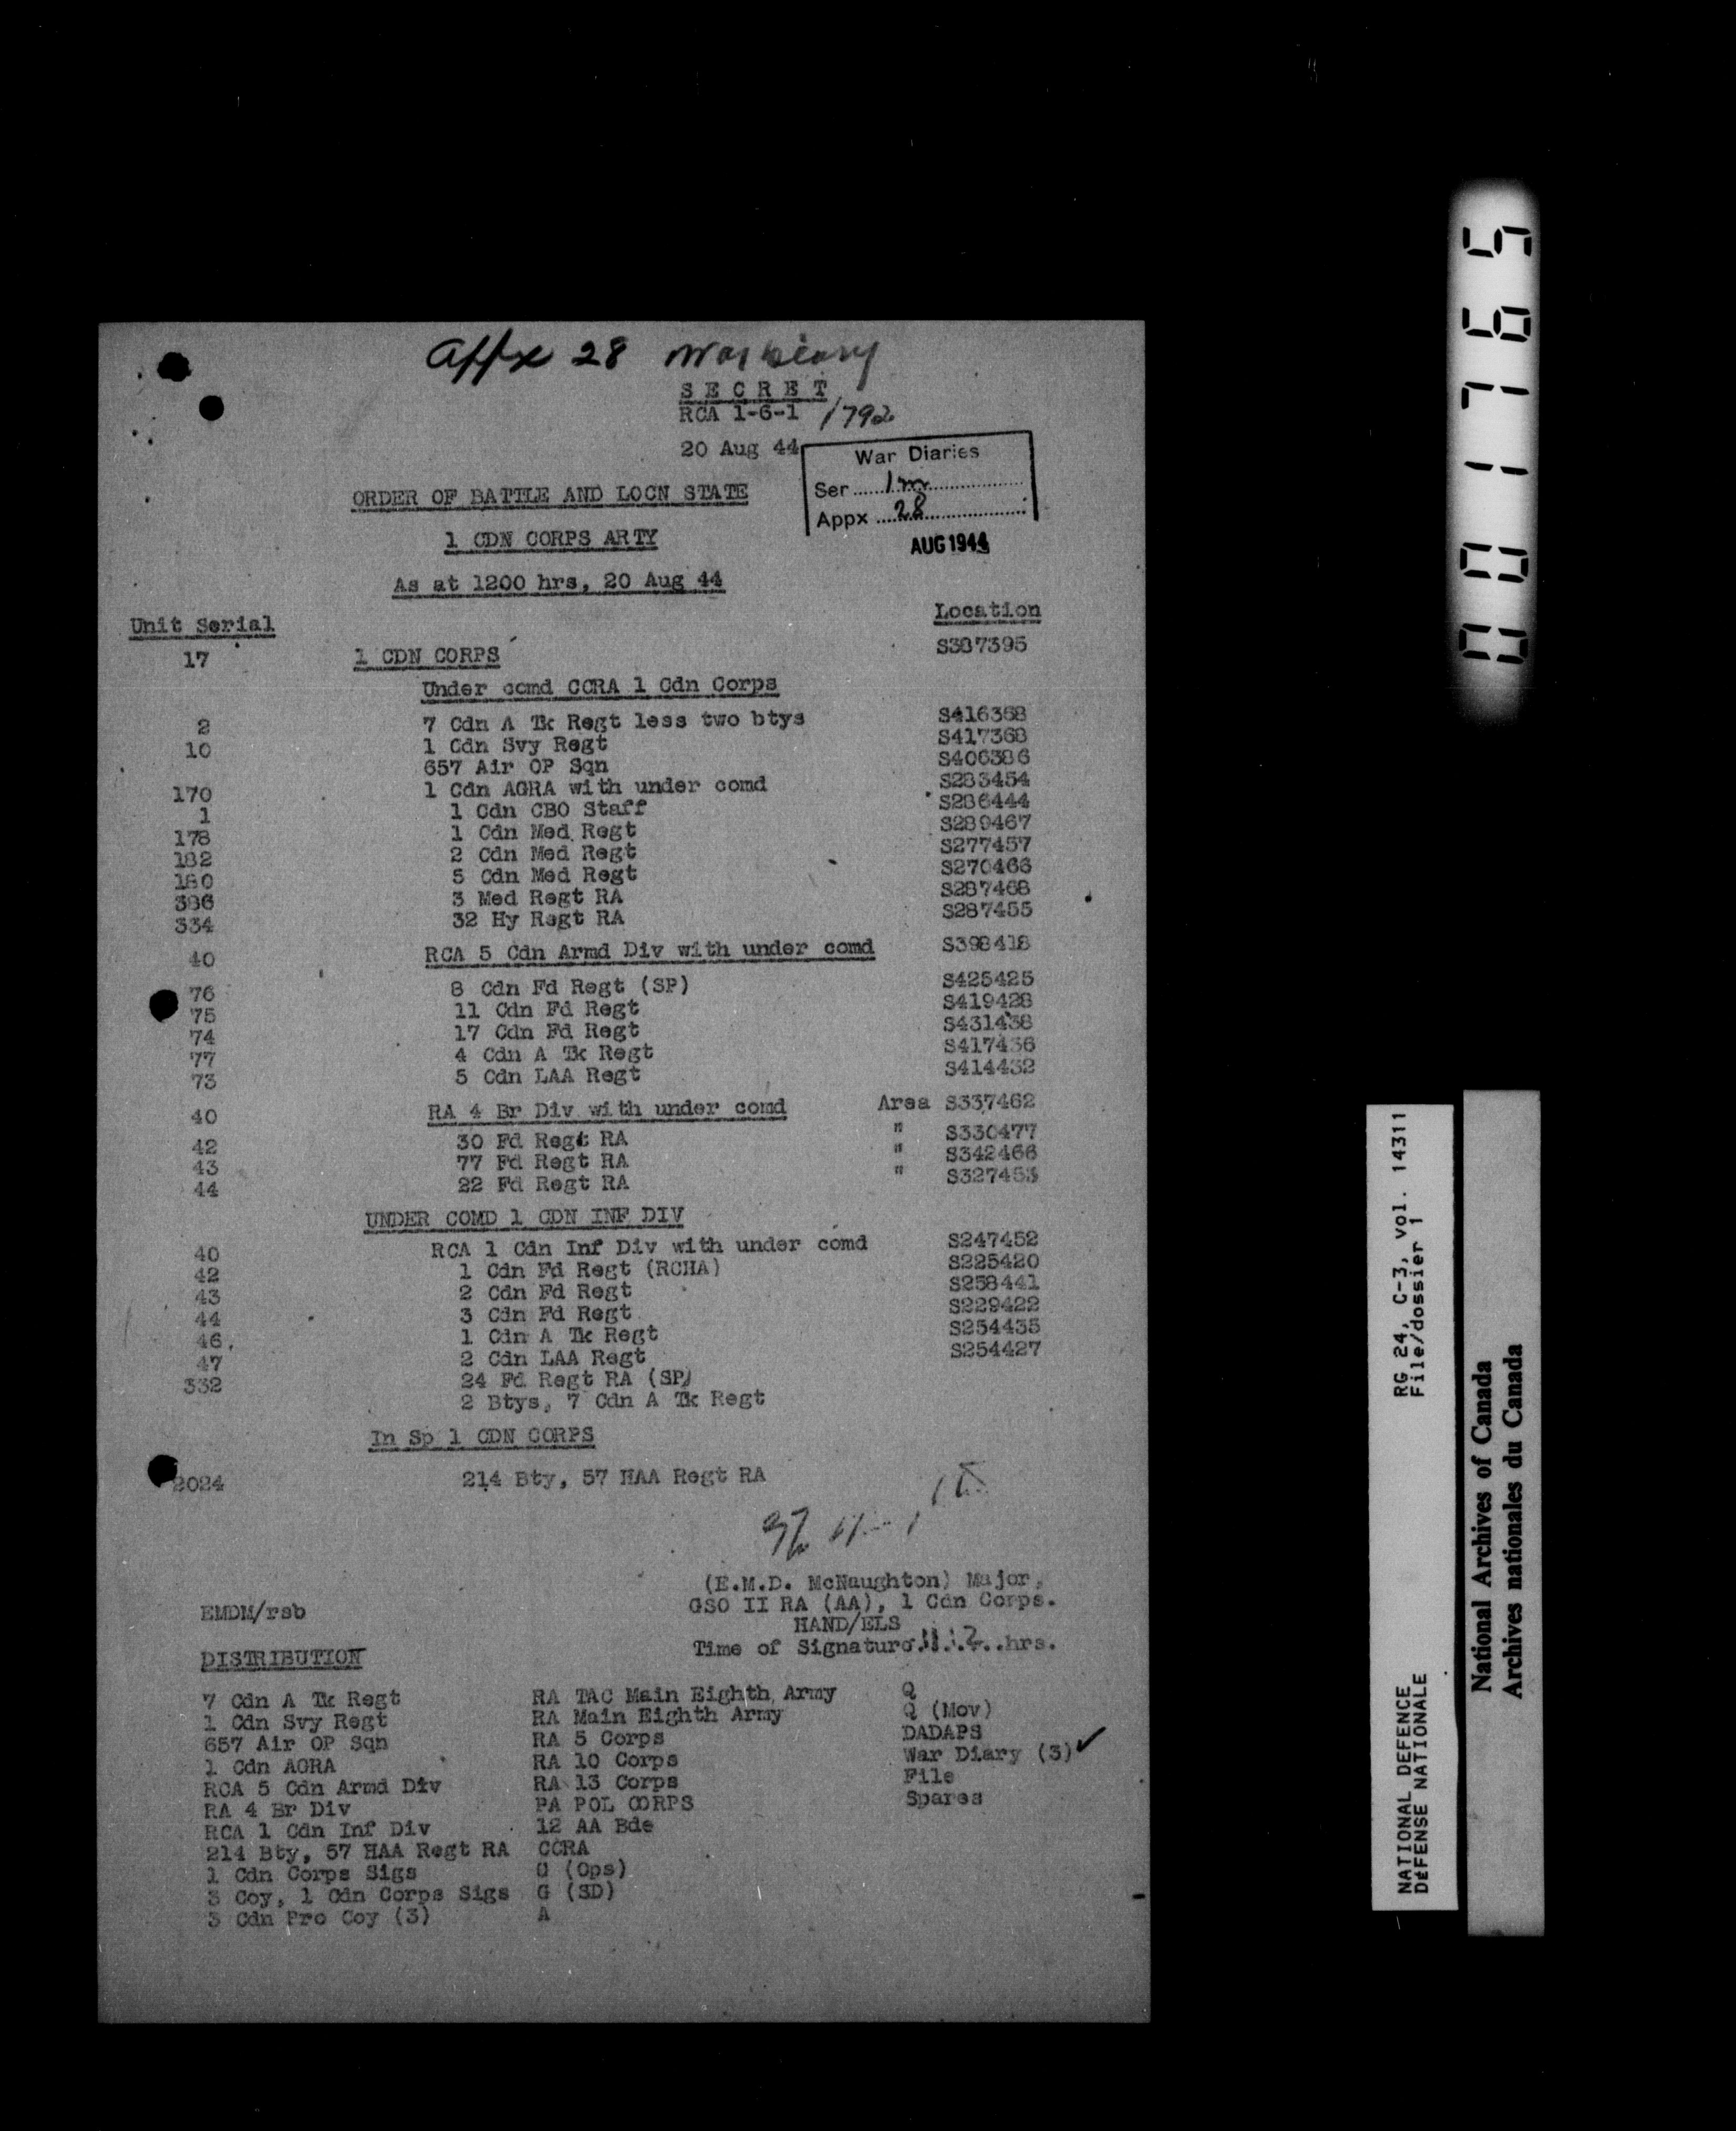 Appx 28 War Diary
S E C R E T
RCA 1-6-1 /792
20 Aug 44
War Diaries
Ser
Appx 28
AUG 1944
ORDER OF BATTLE AND LOCN STATE
1 CDN CORPS ARTY
As at 1200 hrs, 20 Aug 44
Unit Serial Location
17 1 CDN CORPS S387395
Under comd CCRA 1 Cdn Corps
2 7 Cdn A Tk Regt less two btys S416368
10 1 Cdn Svy Regt S417368
657 Air OP Sqn S406386
170 1 Cdn AGRA with under comd S283454
1 1 Cdn CBO Staff S286444
178 1 Cdn Med Regt S289467
182 2 Cdn Med Regt S277457
180 5 Cdn Med Regt S270466
386 3 Med Regt RA S287468
334 32 Hy Regt RA S287455
40 RCA 5 Cdn Armd Div with under comd S398418
76 8 Cdn Fd Regt (SP) S425425
75 11 Cdn Fd Regt S419428
74 17 Cdn Fd Regt S431438
77 4 Cdn A Tk Regt S417436
73 5 Cdn LAA Regt S414432
40 RA 4 Br Div with under comd Area S337462
42 30 Fd Regt RA " S330477
43 77 Fd Regt RA " S342466
44 22 Fd Regt RA " S327453
UNDER COMD 1 CDN INF DIV
40 RCA 1 Cdn Inf Div with under comd S247452
42 1 Cdn Fd Regt (RCHA) S225420
43 2 Cdn Fd Regt S258441
44 3 Cdn Fd Regt S229422
46. 1 Cdn A Tk Regt S254435
47 2 Cdn LAA Regt S254427
332 24 Fd Regt RA (SP)
2 Btys, 7 Cdn A Tk Regt
In Sp 1 CDN CORPS
2024 214 Bty, 57 HAA Regt RA
(E.M.D. McNaughton) Major,
GSO II RA (AA), 1 Cdn Corps.
EMDM/rsb
HAND/ELS
Time of Signature hrs.
DISTRIBUTION
7 Cdn A Tk Regt RA TAC Main Eighth Army Q
1 Cdn Svy Regt RA Main Eighth Army Q (Mov)
657 Air OP Sqn RA 5 Corps DADAPS
1 Cdn AGRA RA 10 Corps War Diary (3) ✓
RCA 5 Cdn Armd Div RA 13 Corps File
RA 4 Br Div PA POL CORPS Spares
RCA 1 Cdn Inf Div 12 AA Bde
214 Bty, 57 HAA Regt RA CCRA
1 Cdn Corps Sigs G (Ops)
3 Coy, 1 Cdn Corps Sigs G (SD)
3 Cdn Pro Coy (3) A
001765
NATIONAL DEFENCE RG 24, C-3, vol. 14311
DéFENSE NATIONALE File/dossier 1
National Archives of Canada
Archives nationales du Canada